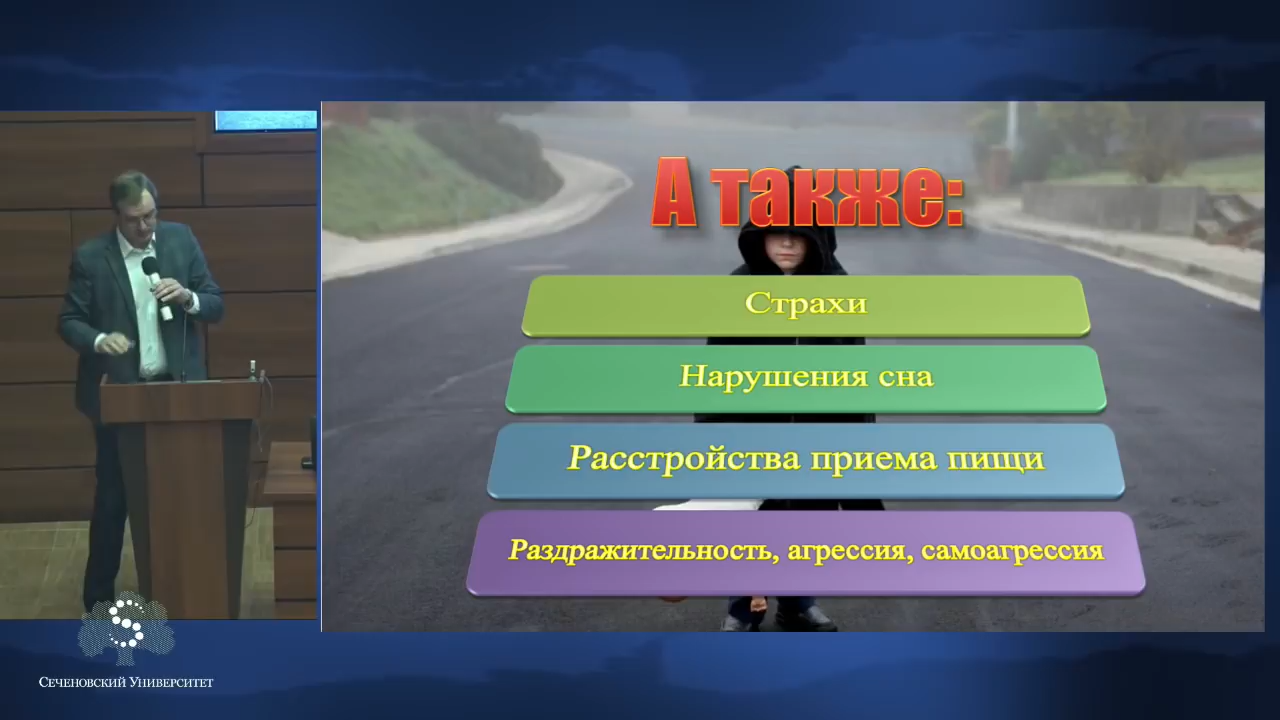 А также:
Страхи
Нарушения сна
Расстройства приема пищи
Раздражительность, агрессия, самоагрессия
Сеченовский Университет